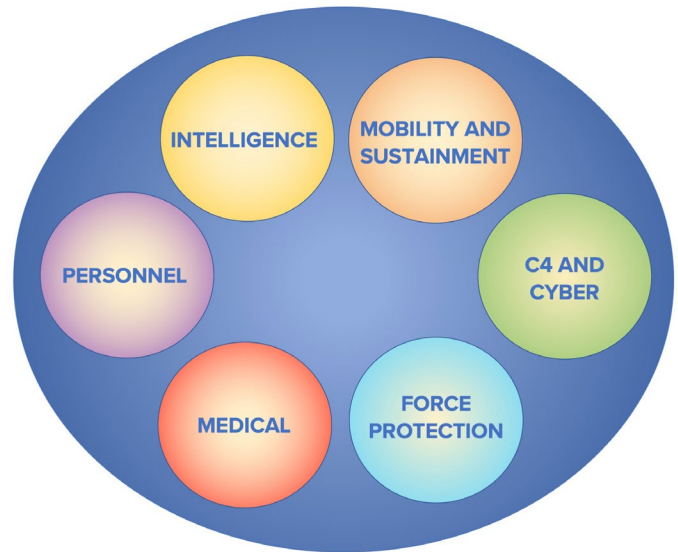 INTELLIGENCE
MOBILITY AND
SUSTAINMENT
PERSONNEL
C4 AND
CYBER
MEDICAL
FORCE
PROTECTION